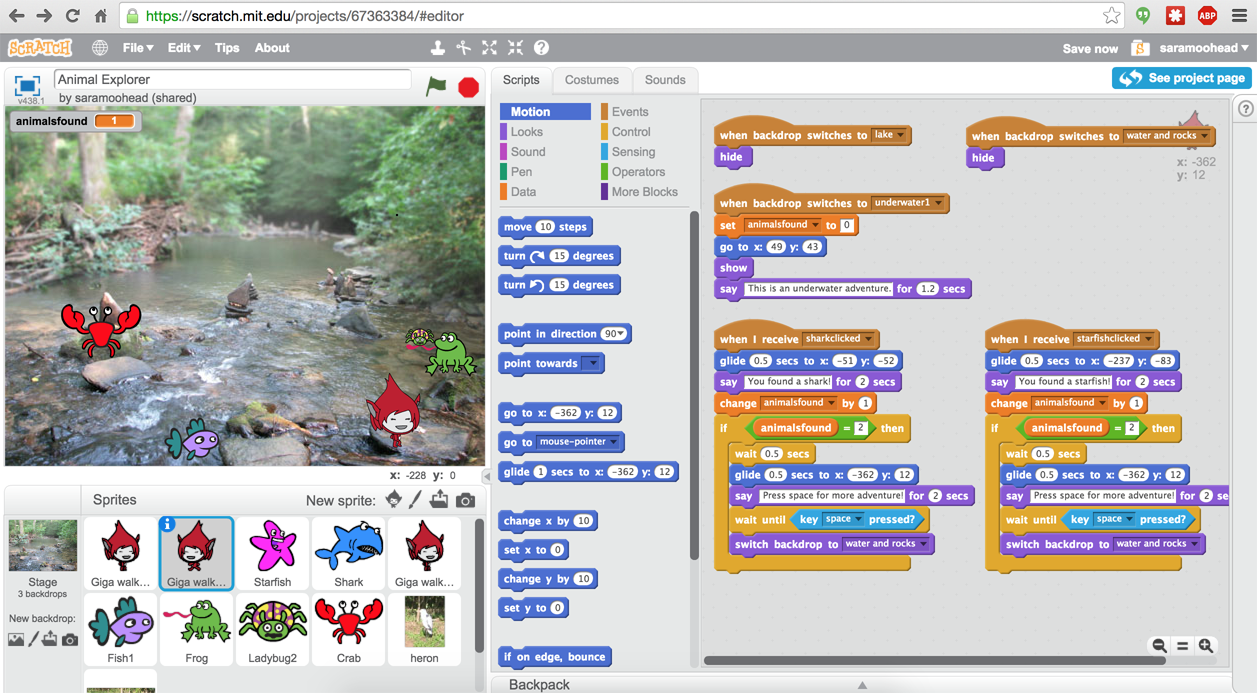 https://scratch.mit.edu/projects/67363384/#editor
ABP
SCRATCH
File Edit Tips About
Save now
saramoohead
v438.1
Animal Explorer
by saramoohead (shared)
Scripts Costumes Sounds
See project page
animalsfound 1
Motion Events
Looks Control
Sound Sensing
Pen Operators
Data More Blocks
move 10 steps
turn 15 degrees
turn 15 degrees
point in direction 90
point towards
go to x: -362 y: 12
go to mouse-pointer
glide 1 secs to x: -362 y: 12
change x by 10
set x to 0
change y by 10
set y to 0
if on edge, bounce
when backdrop switches to lake
hide
when backdrop switches to water and rocks
hide
x: -362
y: 12
when backdrop switches to underwater1
set animalsfound to 0
go to x: 49 y: 43
show
say This is an underwater adventure. for 1.2 secs
when I receive sharkclicked
glide 0.5 secs to x: -51 y: -52
say You found a shark! for 2 secs
change animalsfound by 1
if animalsfound = 2 then
wait 0.5 secs
glide 0.5 secs to x: -362 y: 12
say Press space for more adventure! for 2 secs
wait until key space pressed?
switch backdrop to water and rocks
when I receive starfishclicked
glide 0.5 secs to x: -237 y: -83
say You found a starfish! for 2 secs
change animalsfound by 1
if animalsfound = 2 then
wait 0.5 secs
glide 0.5 secs to x: -362 y: 12
say Press space for more adventure! for 2 se
wait until key space pressed?
switch backdrop to water and rocks
x: -228 y: 0
Sprites
New sprite:
Stage
3 backdrops
New backdrop:
Giga walk...
Giga walk...
Starfish
Shark
Giga walk...
Fish1
Frog
Ladybug2
Crab
heron
Backpack